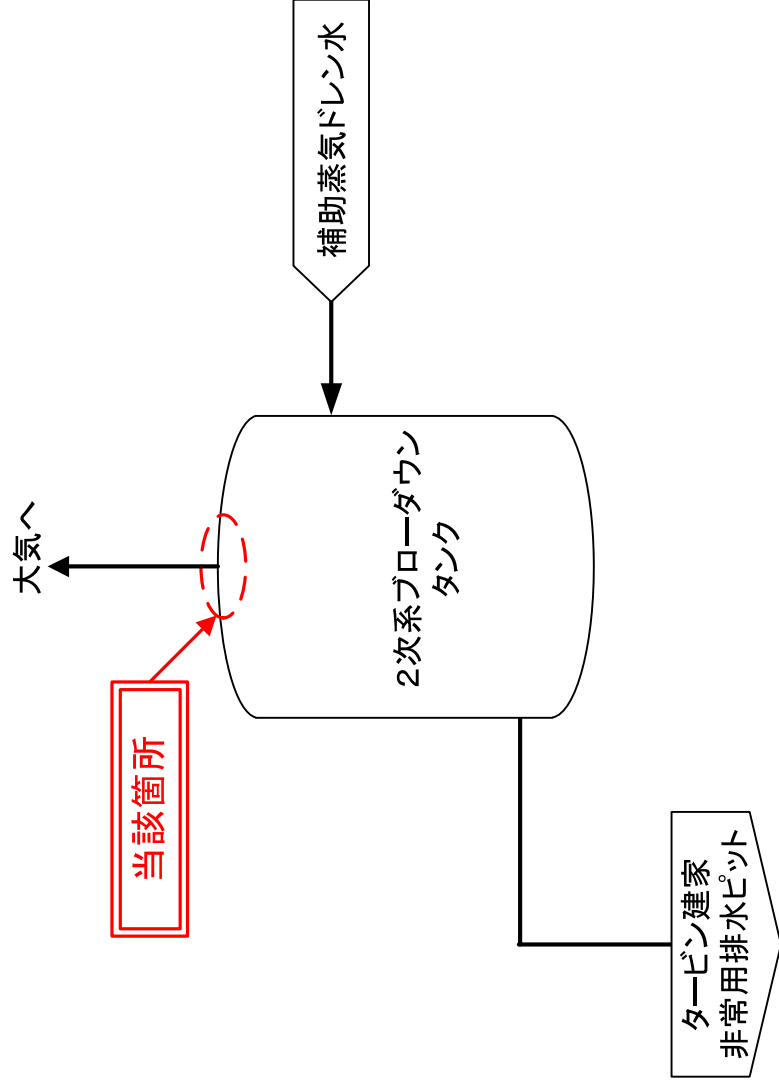 大気へ
補助蒸気ドレン水
当該箇所
2次系ブローダウン
タンク
タービン建家
非常用排水ピット